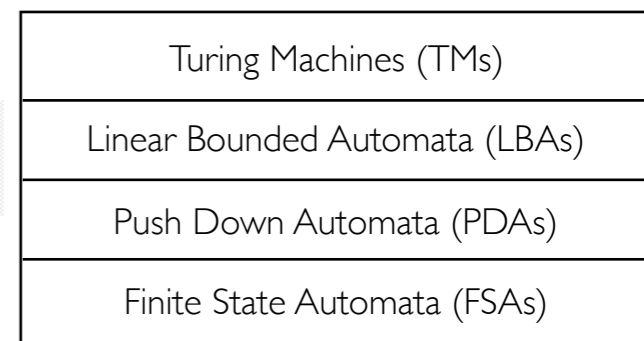 Turing Machines (TMs)
Linear Bounded Automata (LBAs)
Push Down Automata (PDAs)
Finite State Automata (FSAs)